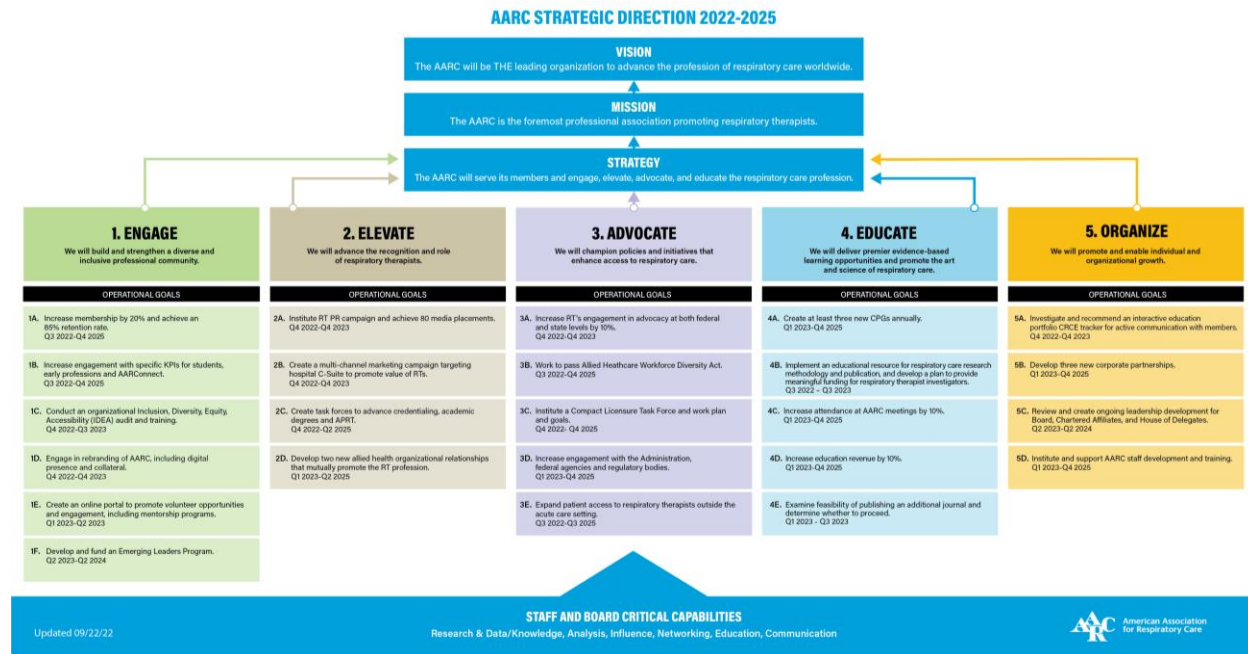 AARC STRATEGIC DIRECTION 2022-2025
VISION
The AARC will be THE leading organization to advance the profession of respiratory care worldwide.
MISSION
The AARC is the foremost professional association promoting respiratory therapists.
STRATEGY
The AARC will serve its members and engage, elevate, advocate, and educate the respiratory care profession.
1. ENGAGE
We will build and strengthen a diverse and
inclusive professional community.
OPERATIONAL GOALS
1A. Increase membership by 20% and achieve an
85% retention rate.
Q3 2022-Q4 2025
1B. Increase engagement with specific KPIs for students,
early professions and AARConnect.
Q3 2022-Q4 2025
1C. Conduct an organizational Inclusion, Diversity, Equity,
Accessibility (IDEA) audit and training.
Q4 2022-Q3 2023
1D. Engage in rebranding of AARC, including digital
presence and collateral.
Q4 2022-Q4 2023
1E. Create an online portal to promote volunteer opportunities
and engagement, including mentorship programs.
Q1 2023-Q2 2023
1F. Develop and fund an Emerging Leaders Program.
Q2 2023-Q2 2024
2. ELEVATE
We will advance the recognition and role
of respiratory therapists.
OPERATIONAL GOALS
2A. Institute RT PR campaign and achieve 80 media placements.
Q4 2022-Q4 2023
2B. Create a multi-channel marketing campaign targeting
hospital C-Suite to promote value of RTs.
Q4 2022-Q4 2023
2C. Create task forces to advance credentialing, academic
degrees and APRT.
Q4 2022-Q2 2025
2D. Develop two new allied health organizational relationships
that mutually promote the RT profession.
Q1 2023-Q2 2025
3. ADVOCATE
We will champion policies and initiatives that
enhance access to respiratory care.
OPERATIONAL GOALS
3A. Increase RT's engagement in advocacy at both federal
and state levels by 10%.
Q4 2022-Q4 2023
3B. Work to pass Allied Heathcare Workforce Diversity Act.
Q3 2022-Q4 2025
3C. Institute a Compact Licensure Task Force and work plan
and goals.
Q4 2022- Q4 2025
3D. Increase engagement with the Administration,
federal agencies and regulatory bodies.
Q1 2023-Q4 2025
3E. Expand patient access to respiratory therapists outside the
acute care setting.
Q3 2022-Q3 2025
4. EDUCATE
We will deliver premier evidence-based
learning opportunities and promote the art
and science of respiratory care.
OPERATIONAL GOALS
4A. Create at least three new CPGs annually.
Q1 2023-Q4 2025
4B. Implement an educational resource for respiratory care research
methodology and publication, and develop a plan to provide
meaningful funding for respiratory therapist investigators.
Q3 2022 – Q3 2023
4C. Increase attendance at AARC meetings by 10%.
Q1 2023-Q4 2025
4D. Increase education revenue by 10%.
Q1 2023-Q4 2025
4E. Examine feasibility of publishing an additional journal and
determine whether to proceed.
Q1 2023 - Q3 2023
5. ORGANIZE
We will promote and enable individual and
organizational growth.
OPERATIONAL GOALS
5A. Investigate and recommend an interactive education
portfolio CRCE tracker for active communication with members.
Q4 2022-Q4 2023
5B. Develop three new corporate partnerships.
Q1 2023-Q4 2025
5C. Review and create ongoing leadership development for
Board, Chartered Affiliates, and House of Delegates.
Q2 2023-Q2 2024
5D. Institute and support AARC staff development and training.
Q1 2023-Q4 2025
STAFF AND BOARD CRITICAL CAPABILITIES
Research & Data/Knowledge, Analysis, Influence, Networking, Education, Communication
Updated 09/22/22
AARC
American Association
for Respiratory Care